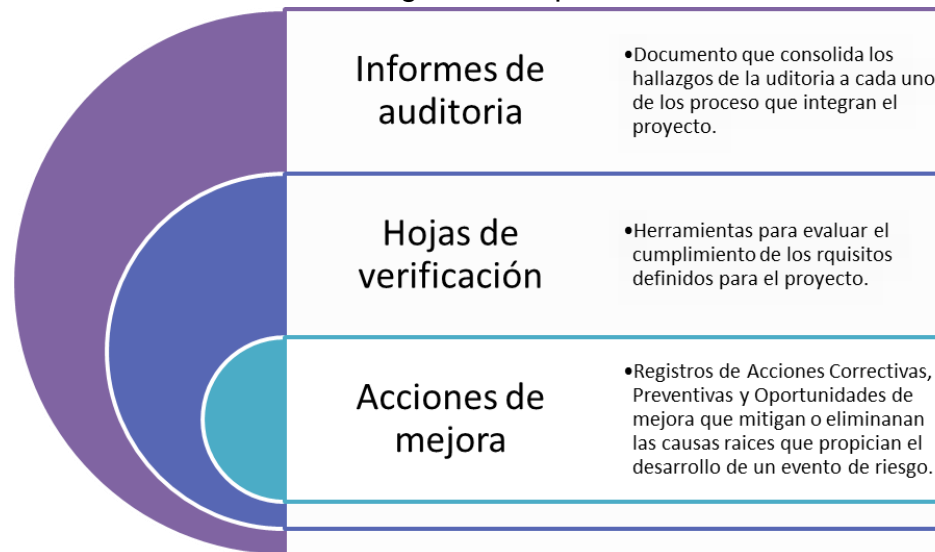 Informes de
auditoria
•Documento que consolida los
hallazgos de la uditoria a cada uno
de los proceso que integran el
proyecto.
Hojas de
verificación
•Herramientas para evaluar el
cumplimiento de los rquisitos
definidos para el proyecto.
Acciones de
mejora
•Registros de Acciones Correctivas,
Preventivas y Oportunidades de
mejora que mitigan o eliminanan
las causas raices que propician el
desarrollo de un evento de riesgo.